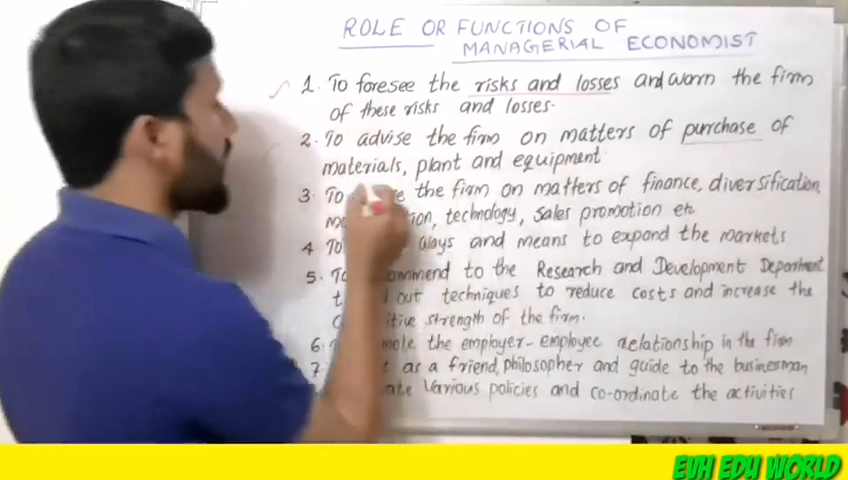 ROLE OR FUNCTIONS OF
MANAGERIAL ECONOMIST
1. To foresee the risks and losses and warn the firm
of these risks and losses.
2. To advise the firm on matters of purchase of
materials, plant and equipment.
3. To the firm on matters of finance, diversification,
technology, sales promotion etc
4 To ways and means to expand the markets
5. to the Research and Development Department
out techniques to reduce costs and increase the
strength of the firm.
6 the employer-employee relationship in the firm
7 as a friend, philosopher and guide to the businessman
various policies and co-ordinate the activities
EVH EDU WORLD